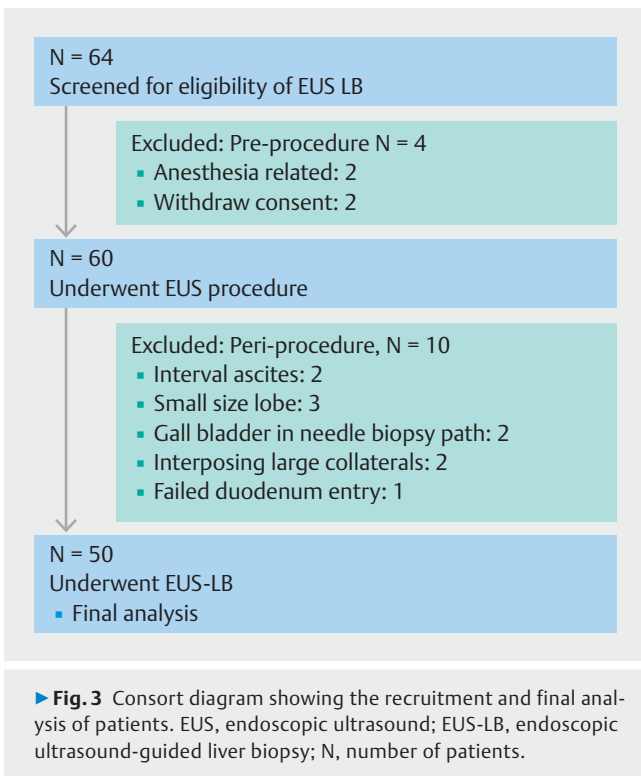 N = 64
Screened for eligibility of EUS LB
Excluded: Pre-procedure N = 4
▪ Anesthesia related: 2
▪ Withdraw consent: 2
N = 60
Underwent EUS procedure
Excluded: Peri-procedure, N = 10
▪ Interval ascites: 2
▪ Small size lobe: 3
▪ Gall bladder in needle biopsy path: 2
▪ Interposing large collaterals: 2
▪ Failed duodenum entry: 1
N = 50
Underwent EUS-LB
▪ Final analysis
▶ Fig. 3 Consort diagram showing the recruitment and final anal-
ysis of patients. EUS, endoscopic ultrasound; EUS-LB, endoscopic
ultrasound-guided liver biopsy; N, number of patients.